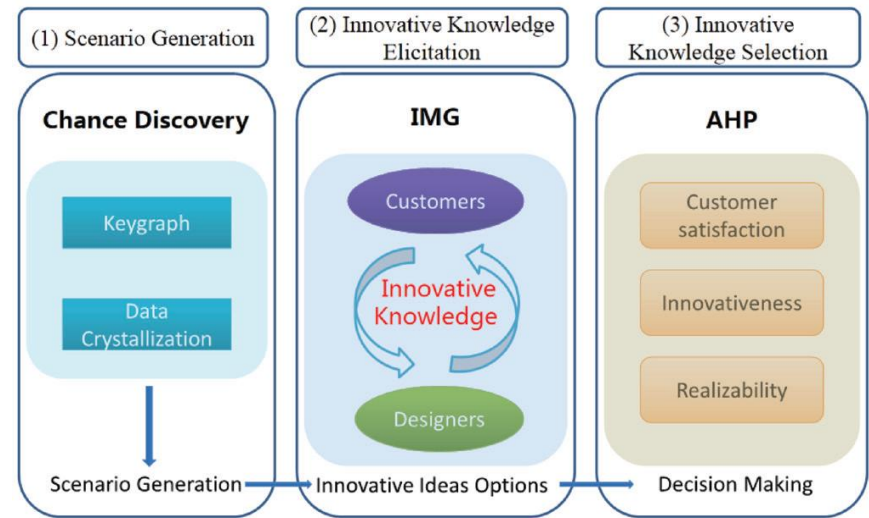 (1) Scenario Generation
(2) Innovative Knowledge
Elicitation
(3) Innovative
Knowledge Selection
Chance Discovery
Keygraph
Data
Crystallization
Scenario Generation
IMG
Customers
Innovative
Knowledge
Designers
Innovative Ideas Options
AHP
Customer
satisfaction
Innovativeness
Realizability
Decision Making